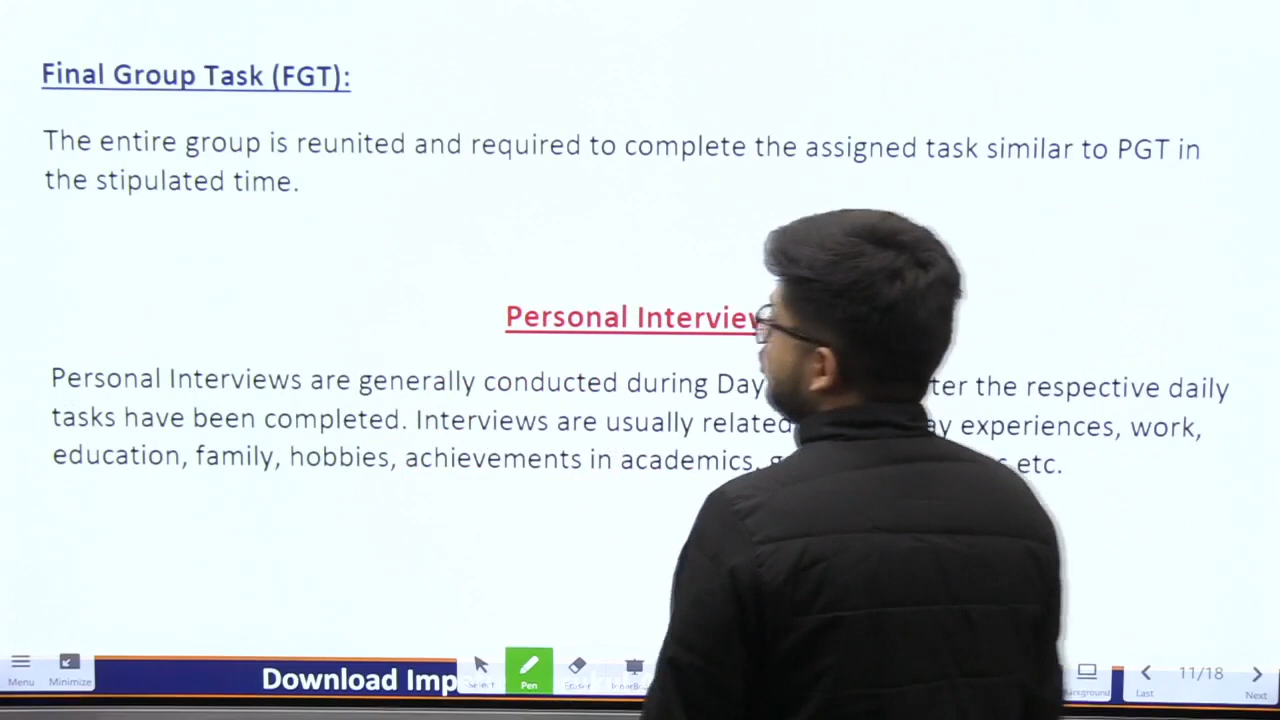 Final Group Task (FGT):
The entire group is reunited and required to complete the assigned task similar to PGT in
the stipulated time.
Personal Interview
Personal Interviews are generally conducted during Day the respective daily
tasks have been completed. Interviews are usually related experiences, work,
education, family, hobbies, achievements in academics, etc.
Menu Minimize Download Select Pen Eraser Last 11/18 Next